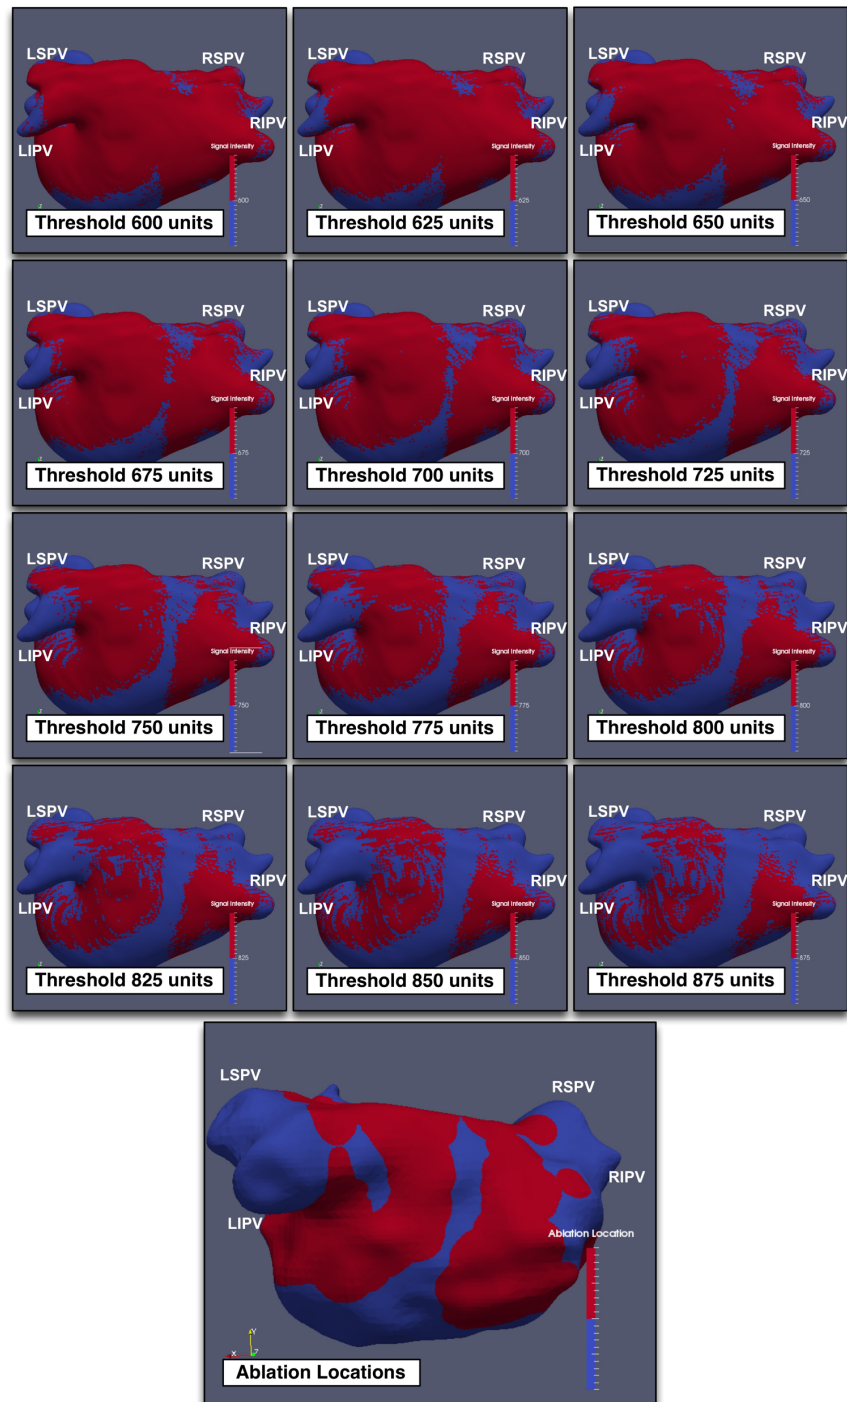 LSPV RSPV
RIPV
LIPV Signal Intensity
600
Threshold 600 units
LSPV RSPV
RIPV
LIPV Signal Intensity
625
Threshold 625 units
LSPV RSPV
RIPV
LIPV Signal Intensity
650
Threshold 650 units
LSPV RSPV
RIPV
LIPV Signal Intensity
675
Threshold 675 units
LSPV RSPV
RIPV
LIPV Signal Intensity
700
Threshold 700 units
LSPV RSPV
RIPV
LIPV Signal Intensity
725
Threshold 725 units
LSPV RSPV
RIPV
LIPV Signal Intensity
750
Threshold 750 units
LSPV RSPV
RIPV
LIPV Signal Intensity
775
Threshold 775 units
LSPV RSPV
RIPV
LIPV Signal Intensity
800
Threshold 800 units
LSPV RSPV
RIPV
LIPV Signal Intensity
825
Threshold 825 units
LSPV RSPV
RIPV
LIPV Signal Intensity
850
Threshold 850 units
LSPV RSPV
RIPV
LIPV Signal Intensity
875
Threshold 875 units
LSPV RSPV
RIPV
LIPV
Ablation Location
Y
X Z
Ablation Locations